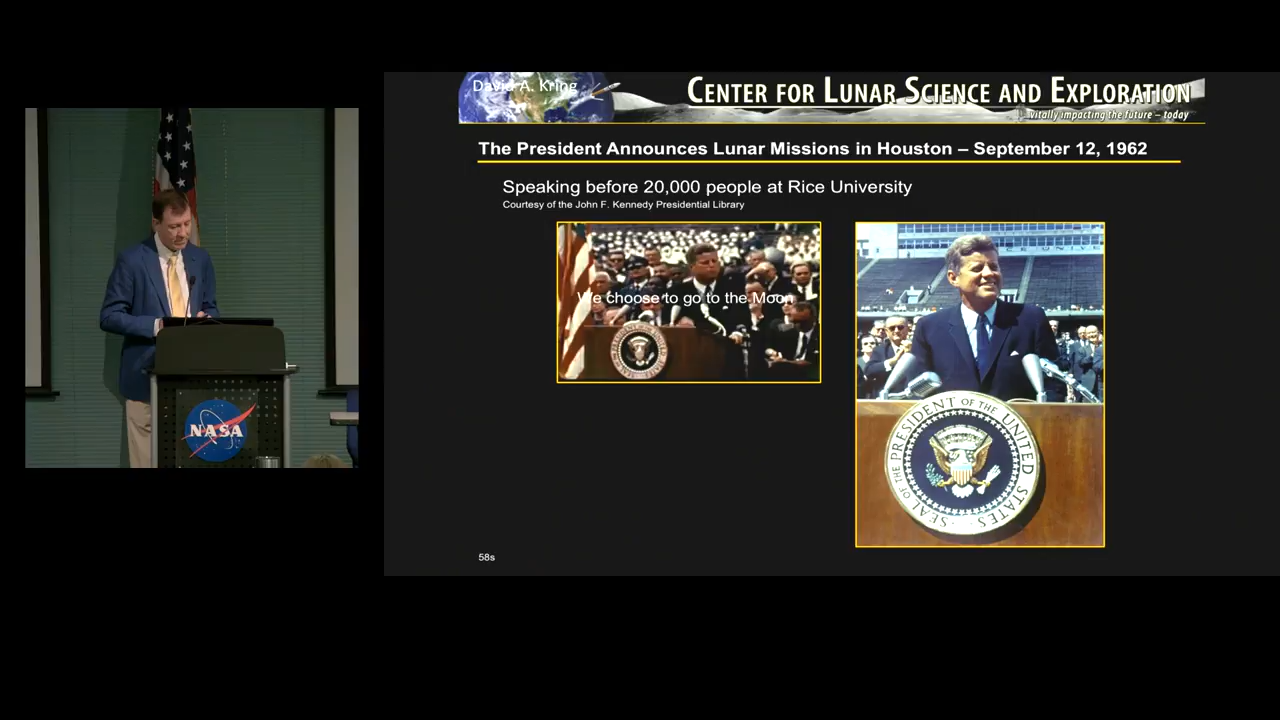 David A. Kring
CENTER FOR LUNAR SCIENCE AND EXPLORATION
vitally impacting the future – today
The President Announces Lunar Missions in Houston – September 12, 1962
Speaking before 20,000 people at Rice University
Courtesy of the John F. Kennedy Presidential Library
We choose to go to the Moon
SEAL OF THE PRESIDENT OF THE UNITED STATES
NASA
58s